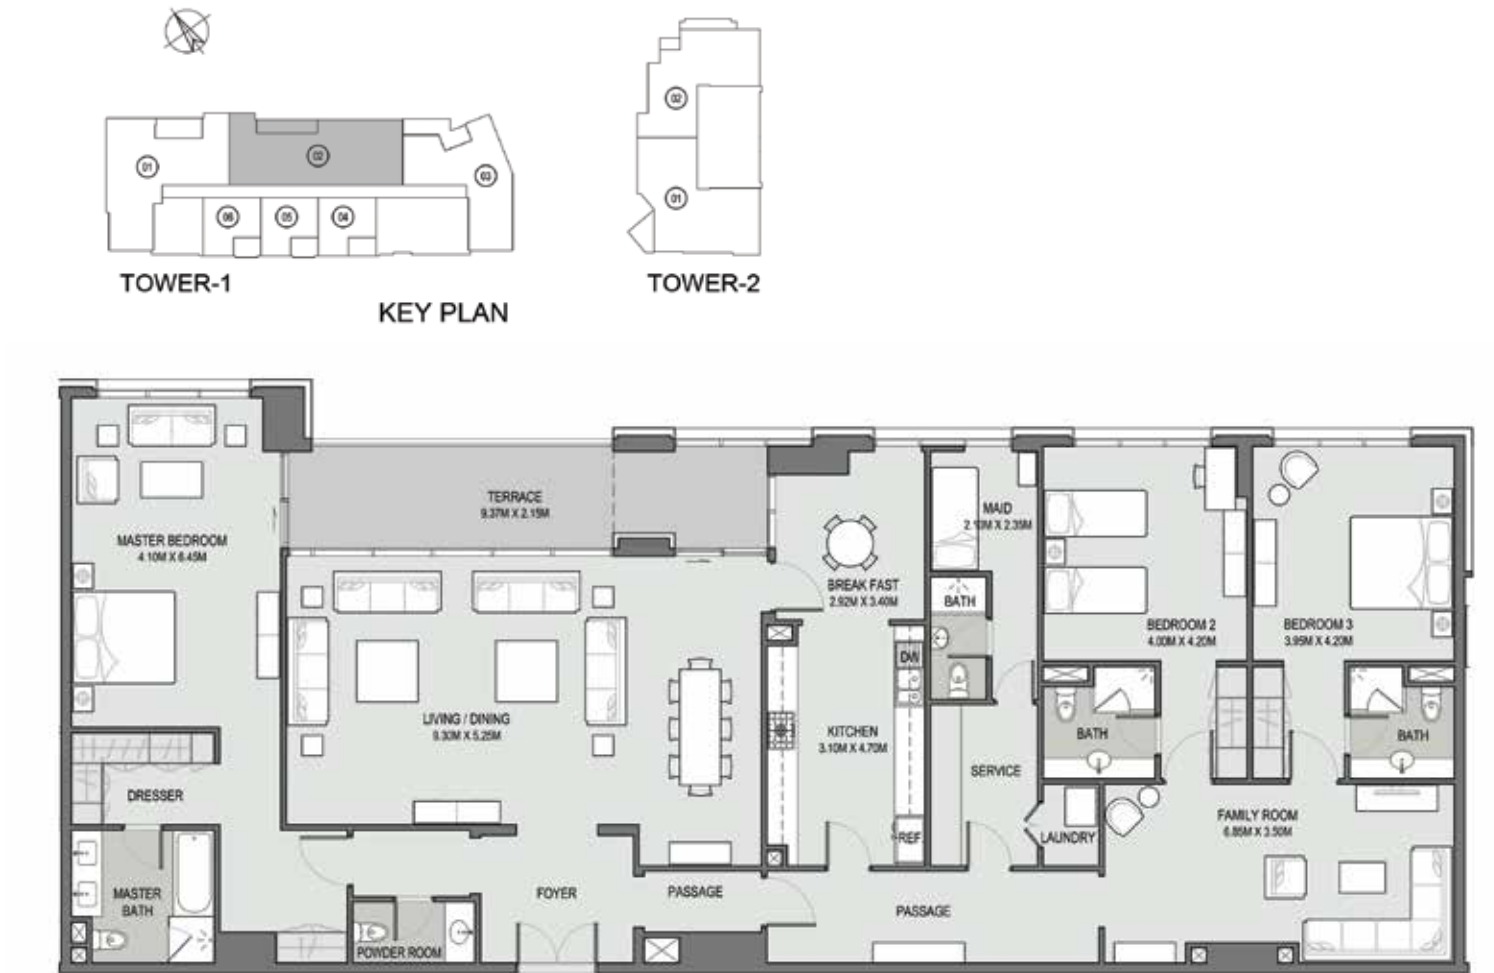 02
01
02
03
01
06
05
04
TOWER-1
TOWER-2
KEY PLAN
TERRACE
9.37M X 2.15M
MAID
2.10M X 2.35M
MASTER BEDROOM
4.10M X 6.45M
BREAK FAST
2.92M X 3.40M
BATH
BEDROOM 2
4.00M X 4.20M
BEDROOM 3
3.95M X 4.20M
DW
LIVING / DINING
9.30M X 5.25M
KITCHEN
3.10M X 4.70M
BATH
BATH
SERVICE
DRESSER
FAMILY ROOM
6.85M X 3.50M
REF
LAUNDRY
MASTER
BATH
FOYER
PASSAGE
PASSAGE
POWDER ROOM